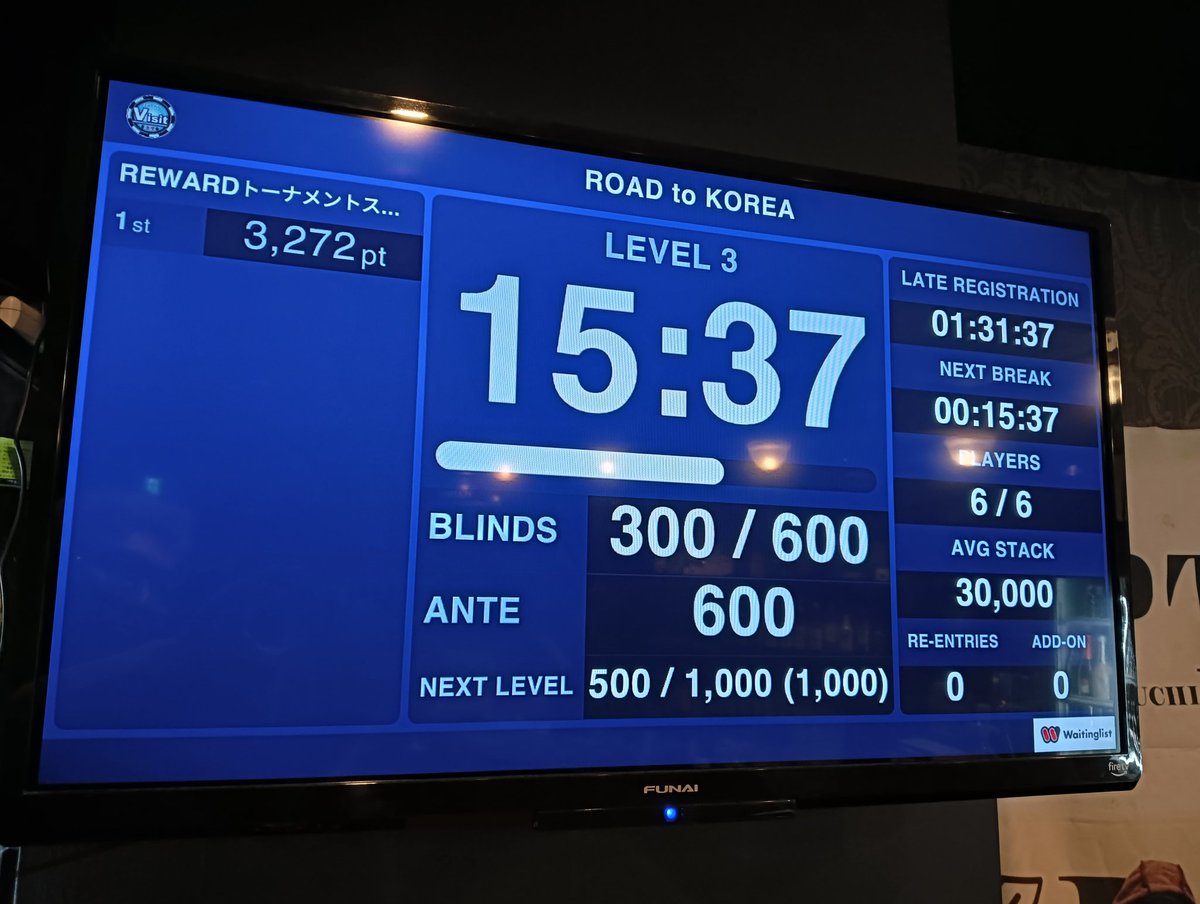 Visit
ROAD to KOREA
REWARDトーナメントス...
1st 3,272 pt
LEVEL 3
15:37
BLINDS 300 / 600
ANTE 600
NEXT LEVEL 500 / 1,000 (1,000)
LATE REGISTRATION
01:31:37
NEXT BREAK
00:15:37
PLAYERS
6 / 6
AVG STACK
30,000
RE-ENTRIES ADD-ON
0 0
Waitinglist
FUNAI